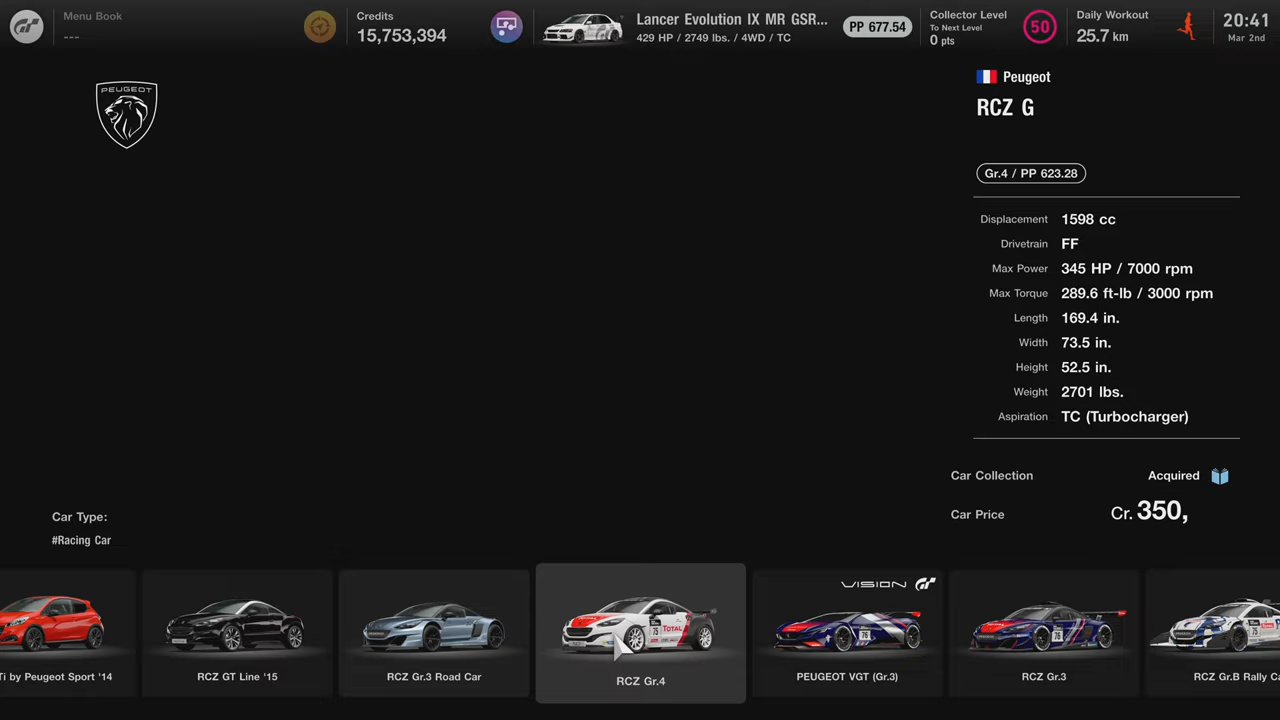 Menu Book
---
Credits
15,753,394
Lancer Evolution IX MR GSR...
429 HP / 2749 lbs. / 4WD / TC
PP 677.54
Collector Level
To Next Level
0 pts
50
Daily Workout
25.7 km
20:41
Mar 2nd
PEUGEOT
Peugeot
RCZ G
Gr.4 / PP 623.28
Displacement 1598 cc
Drivetrain FF
Max Power 345 HP / 7000 rpm
Max Torque 289.6 ft-lb / 3000 rpm
Length 169.4 in.
Width 73.5 in.
Height 52.5 in.
Weight 2701 lbs.
Aspiration TC (Turbocharger)
Car Collection Acquired
Car Price Cr. 350,
Car Type:
#Racing Car
VISION GT
TOTAL
75
76
76
75
Ti by Peugeot Sport '14
RCZ GT Line '15
RCZ Gr.3 Road Car
RCZ Gr.4
PEUGEOT VGT (Gr.3)
RCZ Gr.3
RCZ Gr.B Rally Ca